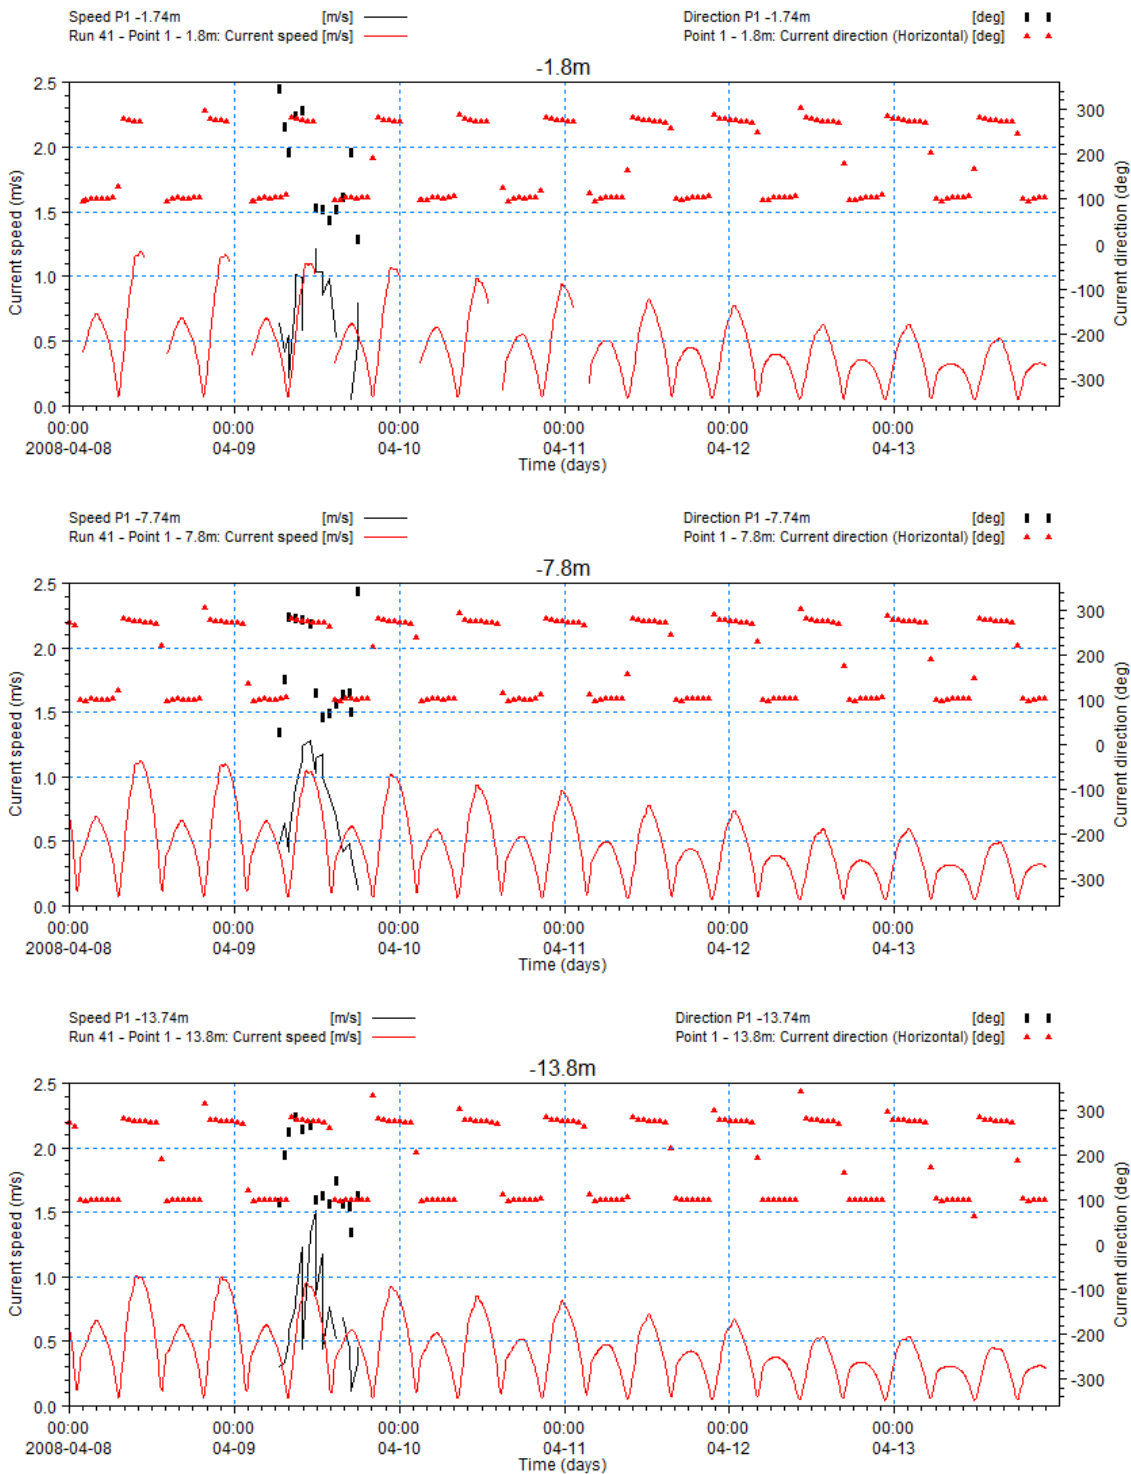 Speed P1 -1.74m [m/s] Direction P1 -1.74m [deg]
Run 41 - Point 1 - 1.8m: Current speed [m/s] Point 1 - 1.8m: Current direction (Horizontal) [deg]
-1.8m
2.5
2.0
1.5
1.0
0.5
0.0
Current speed (m/s)
300
200
100
0
-100
-200
-300
Current direction (deg)
00:00 00:00 00:00 00:00 00:00 00:00
2008-04-08 04-09 04-10 04-11 04-12 04-13
Time (days)
Speed P1 -7.74m [m/s] Direction P1 -7.74m [deg]
Run 41 - Point 1 - 7.8m: Current speed [m/s] Point 1 - 7.8m: Current direction (Horizontal) [deg]
-7.8m
2.5
2.0
1.5
1.0
0.5
0.0
Current speed (m/s)
300
200
100
0
-100
-200
-300
Current direction (deg)
00:00 00:00 00:00 00:00 00:00 00:00
2008-04-08 04-09 04-10 04-11 04-12 04-13
Time (days)
Speed P1 -13.74m [m/s] Direction P1 -13.74m [deg]
Run 41 - Point 1 - 13.8m: Current speed [m/s] Point 1 - 13.8m: Current direction (Horizontal) [deg]
-13.8m
2.5
2.0
1.5
1.0
0.5
0.0
Current speed (m/s)
300
200
100
0
-100
-200
-300
Current direction (deg)
00:00 00:00 00:00 00:00 00:00 00:00
2008-04-08 04-09 04-10 04-11 04-12 04-13
Time (days)